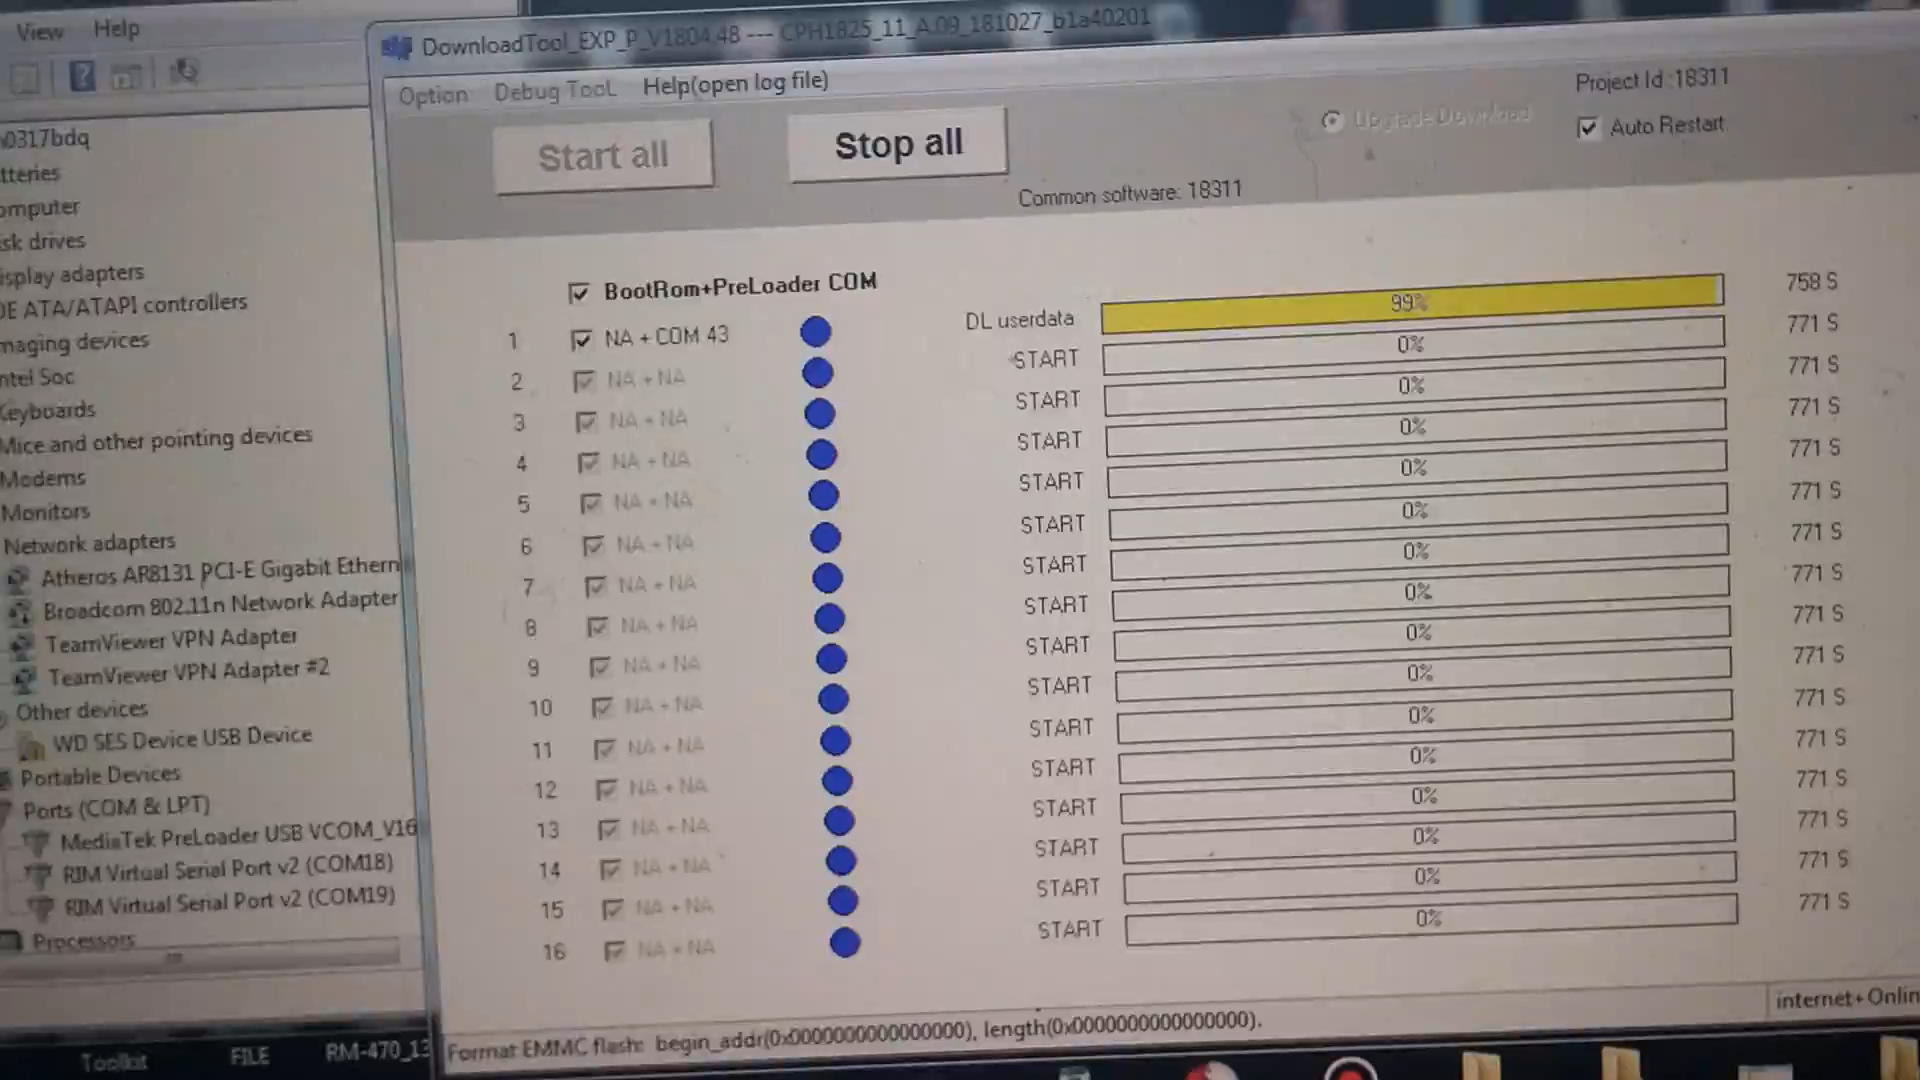 View Help
DownloadTool_EXP_P_V1804.48 --- CPH1825_11_A.09_181027_b1a40201
Option Debug TooL Help(open log file)
Start all
Stop all
Upgrade Download
Project Id :18311
Auto Restart
Common software: 18311
BootRom+PreLoader COM
1 NA + COM 43 DL userdata 99% 758 S
2 NA + NA START 0% 771 S
3 NA + NA START 0% 771 S
4 NA + NA START 0% 771 S
5 NA + NA START 0% 771 S
6 NA + NA START 0% 771 S
7 NA + NA START 0% 771 S
8 NA + NA START 0% 771 S
9 NA + NA START 0% 771 S
10 NA + NA START 0% 771 S
11 NA + NA START 0% 771 S
12 NA + NA START 0% 771 S
13 NA + NA START 0% 771 S
14 NA + NA START 0% 771 S
15 NA + NA START 0% 771 S
16 NA + NA START 0% 771 S
internet+Onlin
Format EMMC flash: begin_addr(0x0000000000000000), length(0x0000000000000000).
0317bdq
tteries
omputer
sk drives
isplay adapters
DE ATA/ATAPI controllers
maging devices
ntel Soc
Keyboards
Mice and other pointing devices
Modems
Monitors
Network adapters
Atheros AR8131 PCI-E Gigabit Ethern
Broadcom 802.11n Network Adapter
TeamViewer VPN Adapter
TeamViewer VPN Adapter #2
Other devices
WD SES Device USB Device
Portable Devices
Ports (COM & LPT)
MediaTek PreLoader USB VCOM_V16
RIM Virtual Serial Port v2 (COM18)
RIM Virtual Serial Port v2 (COM19)
Processors
Toolkit FILE RM-470_13